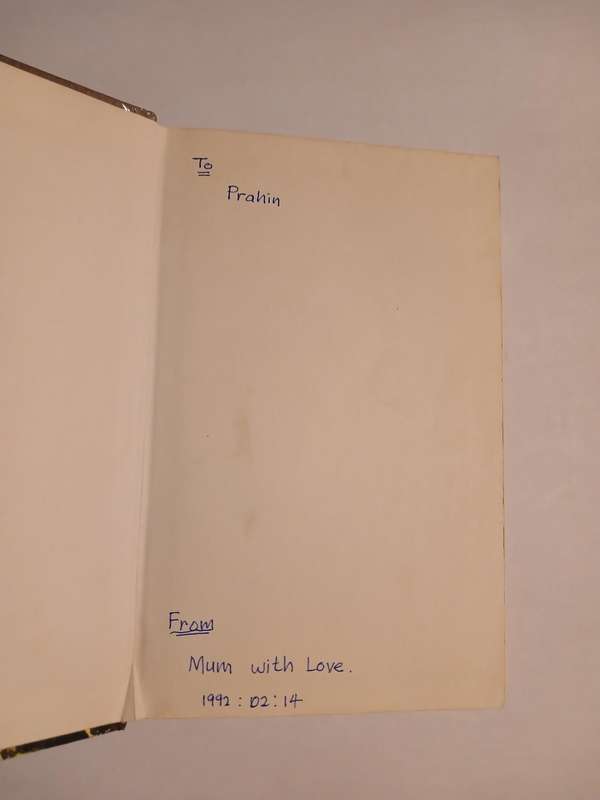 To
Prahin
From
Mum with Love.
1992 : 02 : 14